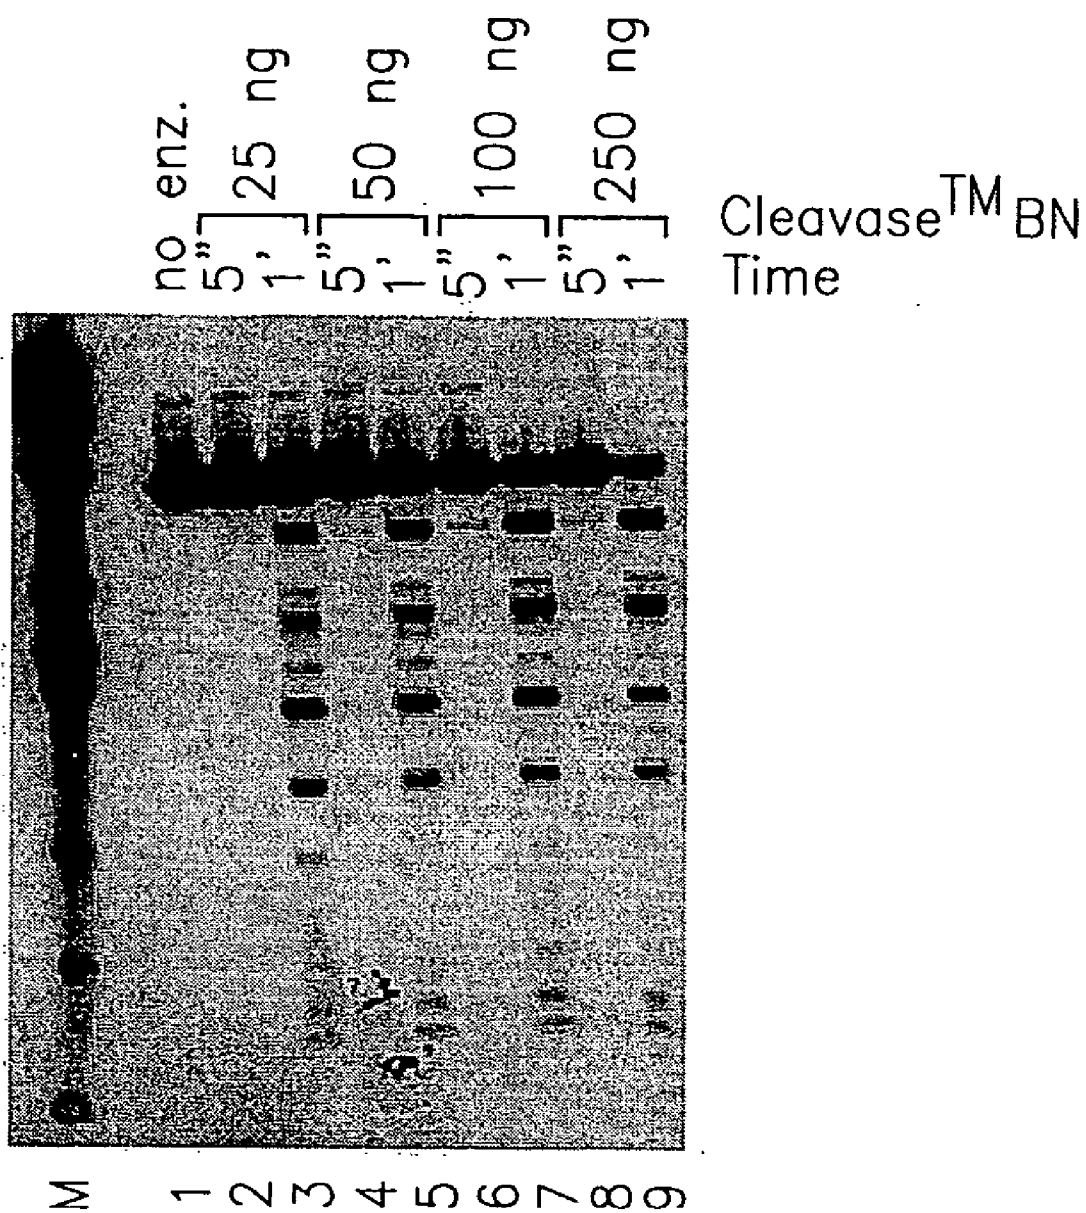 no enz. 25 ng 50 ng 100 ng 250 ng Cleavase™ BN
5" 1' 5" 1' 5" 1' 5" 1' Time
M 1 2 3 4 5 6 7 8 9